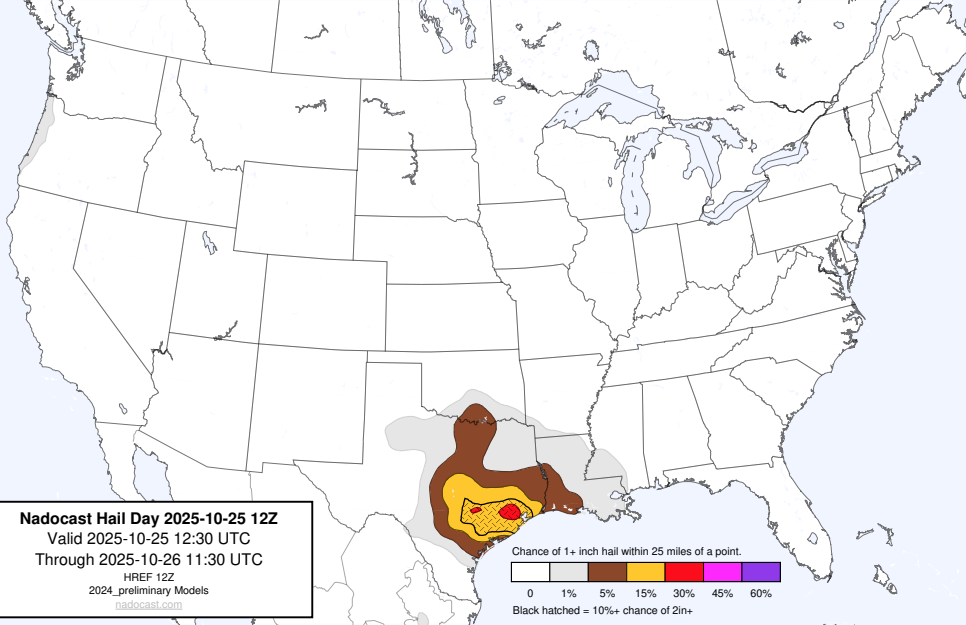 Nadocast Hail Day 2025-10-25 12Z
Valid 2025-10-25 12:30 UTC
Through 2025-10-26 11:30 UTC
HREF 12Z
2024_preliminary Models
nadocast.com
Chance of 1+ inch hail within 25 miles of a point.
0 1% 5% 15% 30% 45% 60%
Black hatched = 10%+ chance of 2in+